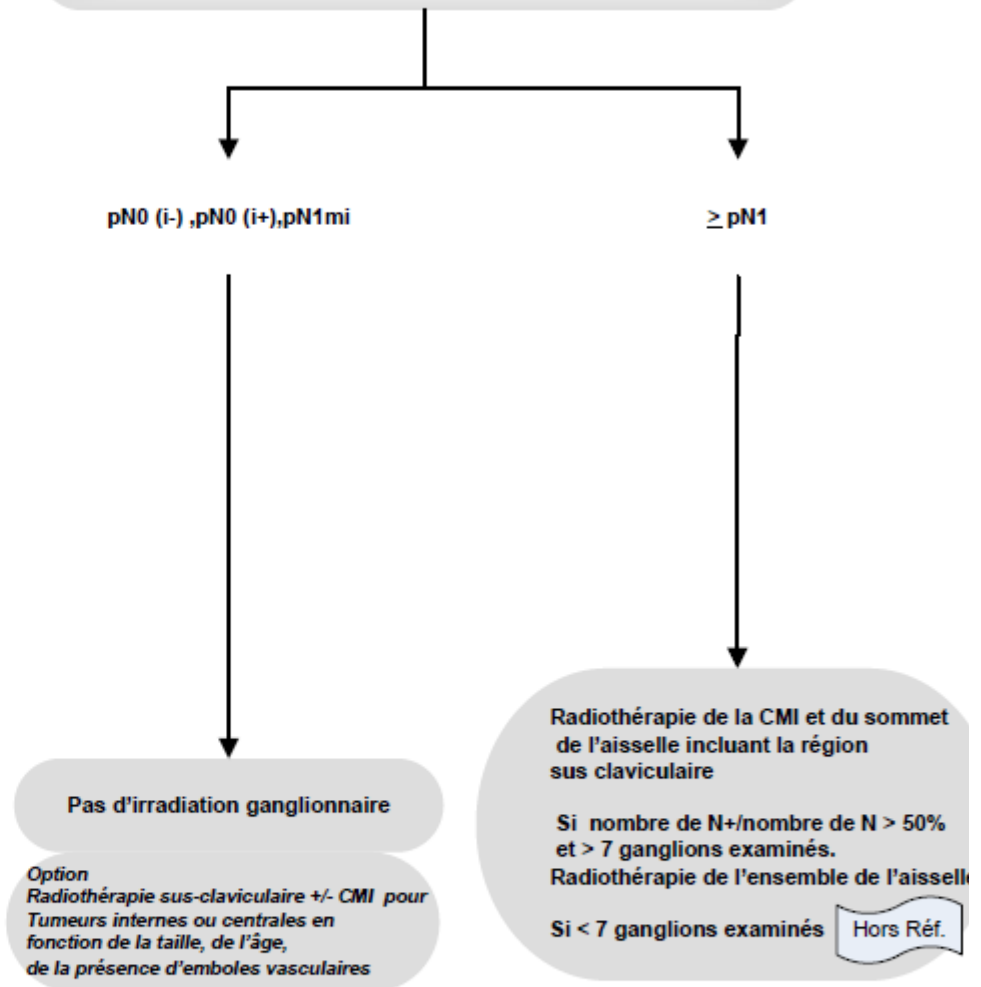 pN0 (i-) ,pN0 (i+),pN1mi
≥ pN1
Pas d'irradiation ganglionnaire
Option
Radiothérapie sus-claviculaire +/- CMI pour
Tumeurs internes ou centrales en
fonction de la taille, de l'âge,
de la présence d'emboles vasculaires
Radiothérapie de la CMI et du sommet
de l'aisselle incluant la région
sus claviculaire
Si nombre de N+/nombre de N > 50%
et > 7 ganglions examinés.
Radiothérapie de l'ensemble de l'aisselle
Si < 7 ganglions examinés
Hors Réf.